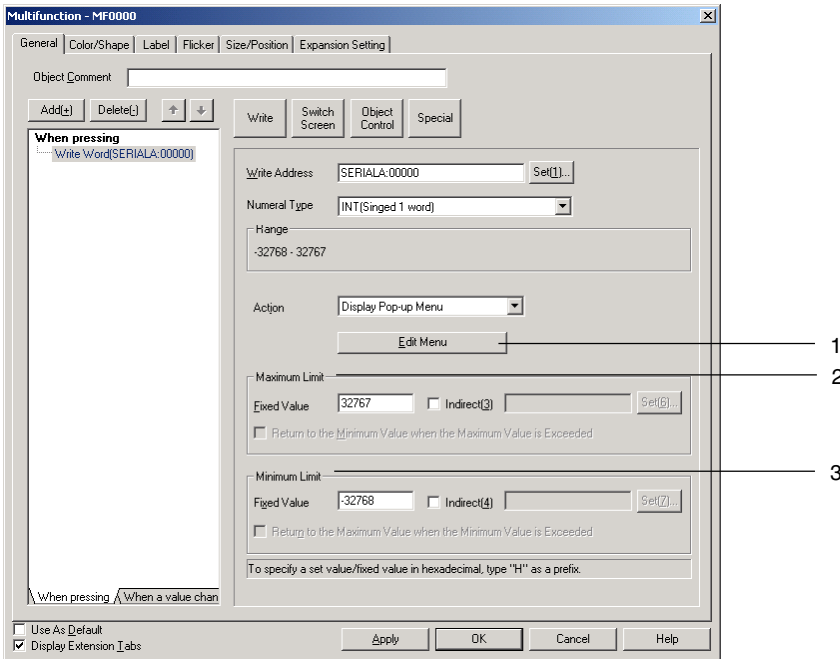 Multifunction - MF0000
General Color/Shape Label Flicker Size/Position Expansion Setting
Object Comment
Add(+) Delete(-)
Write Switch Screen Object Control Special
When pressing
Write Word(SERIALA:00000)
Write Address SERIALA:00000 Set(1)...
Numeral Type INT(Singed 1 word)
Range
-32768 - 32767
Action Display Pop-up Menu
Edit Menu 1
Maximum Limit 2
Fixed Value 32767 Indirect(3) Set(6)...
Return to the Minimum Value when the Maximum Value is Exceeded
Minimum Limit 3
Fixed Value -32768 Indirect(4) Set(7)...
Return to the Maximum Value when the Minimum Value is Exceeded
To specify a set value/fixed value in hexadecimal, type "H" as a prefix.
When pressing When a value chan
Use As Default
Display Extension Tabs
Apply OK Cancel Help